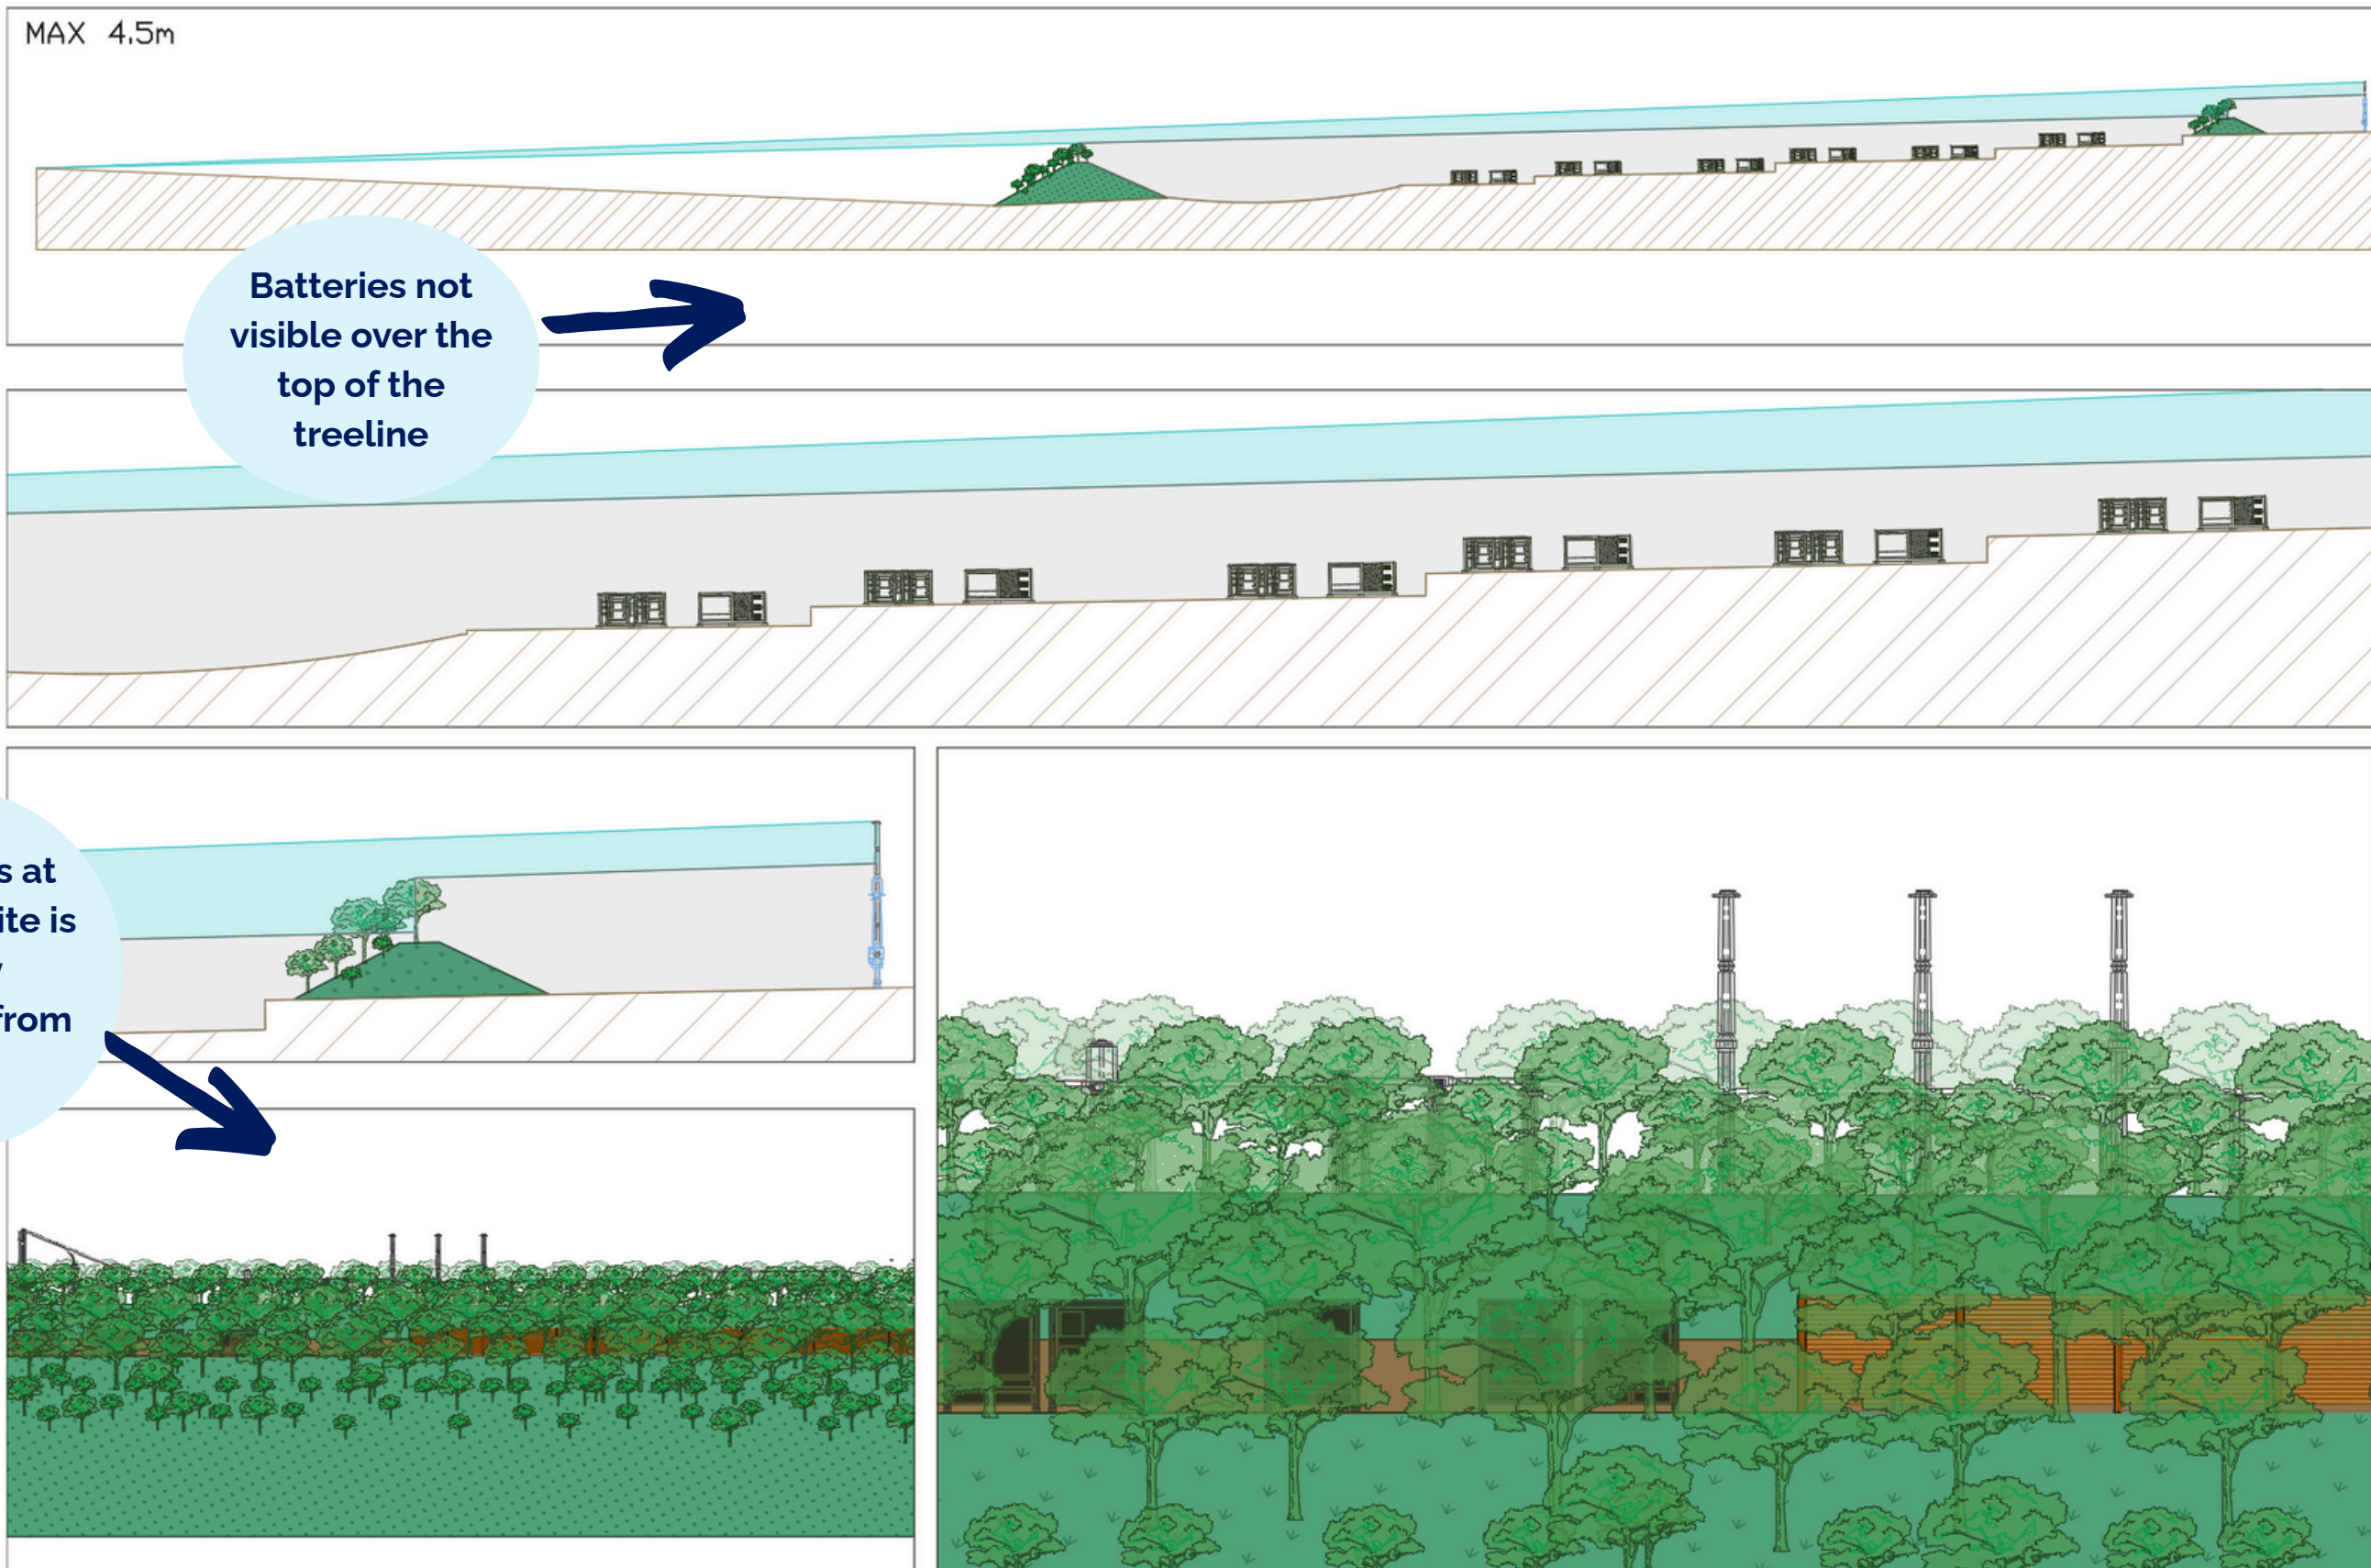 MAX 4.5m
Batteries not
visible over the
top of the
treeline
s at
ite is
from